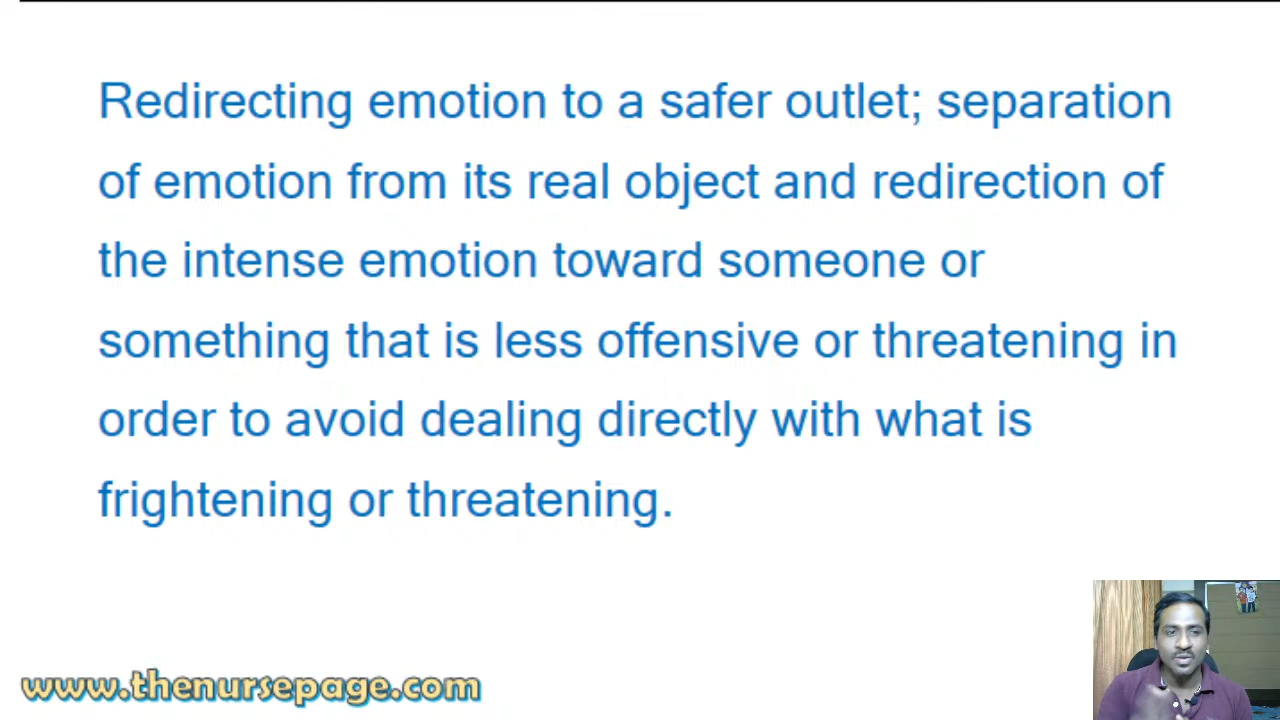 Redirecting emotion to a safer outlet; separation
of emotion from its real object and redirection of
the intense emotion toward someone or
something that is less offensive or threatening in
order to avoid dealing directly with what is
frightening or threatening.
www.thenursepage.com